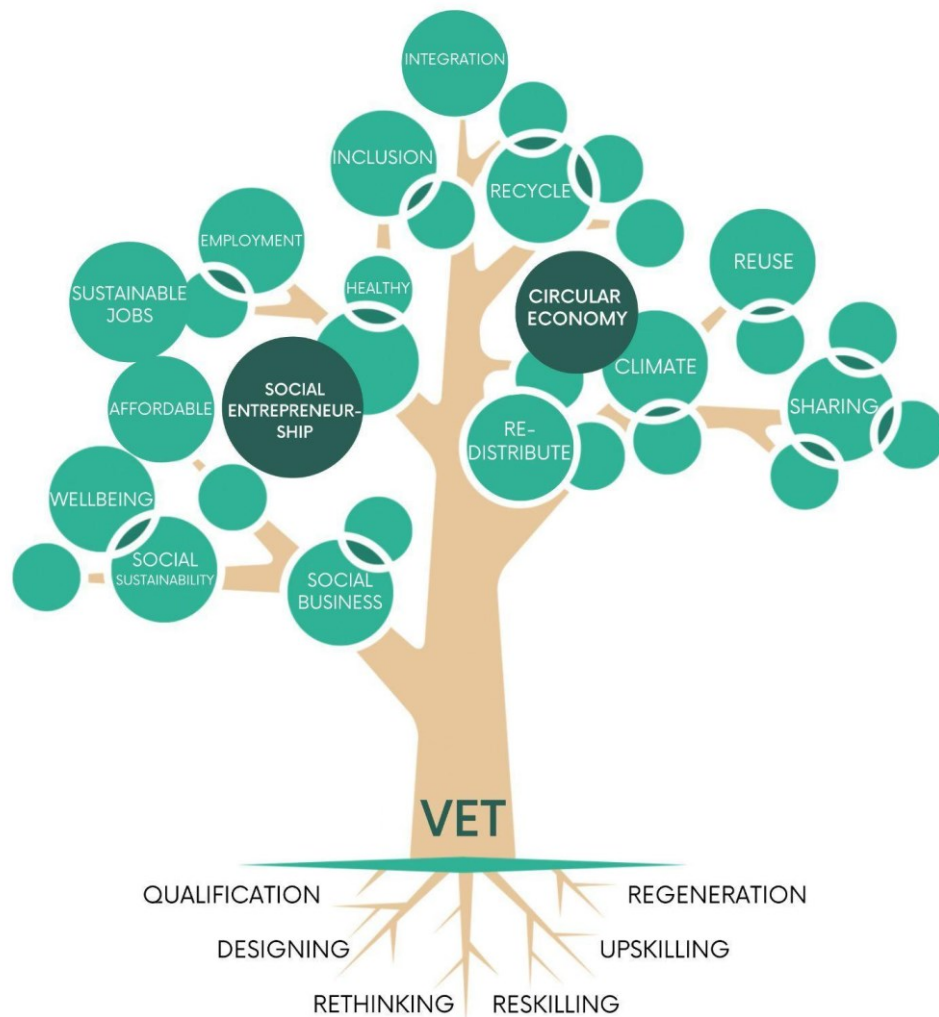 INTEGRATION
INCLUSION
RECYCLE
EMPLOYMENT
REUSE
HEALTHY
SUSTAINABLE
JOBS
CIRCULAR
ECONOMY
CLIMATE
SOCIAL
ENTREPRENEUR-
SHIP
AFFORDABLE
SHARING
RE-
DISTRIBUTE
WELLBEING
SOCIAL
SUSTAINABILITY
SOCIAL
BUSINESS
VET
QUALIFICATION
REGENERATION
DESIGNING
UPSKILLING
RETHINKING
RESKILLING